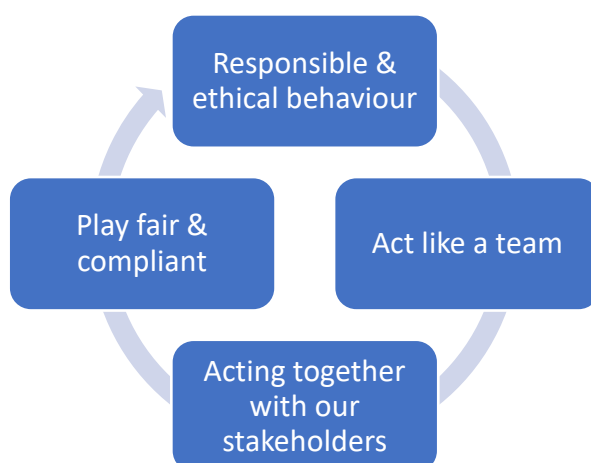 Responsible &
ethical behaviour
Act like a team
Acting together
with our
stakeholders
Play fair &
compliant